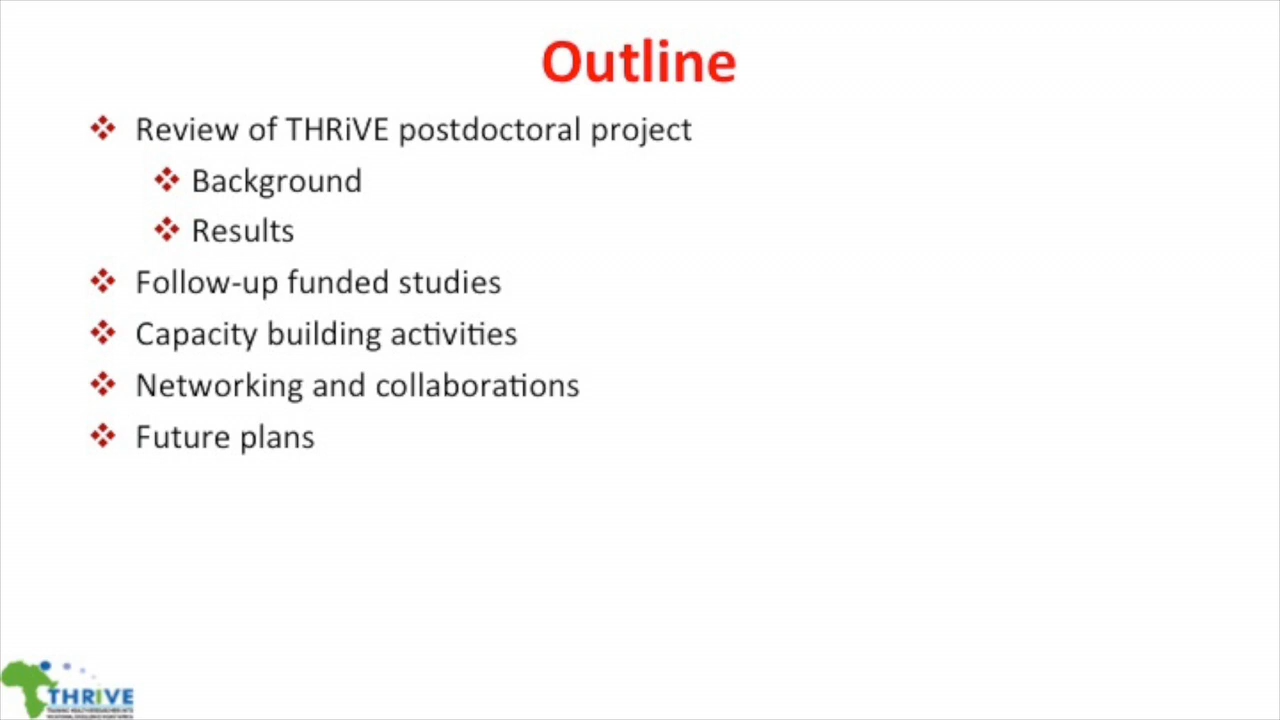 Outline
Review of THRiVE postdoctoral project
Background
Results
Follow-up funded studies
Capacity building activities
Networking and collaborations
Future plans
THRiVE